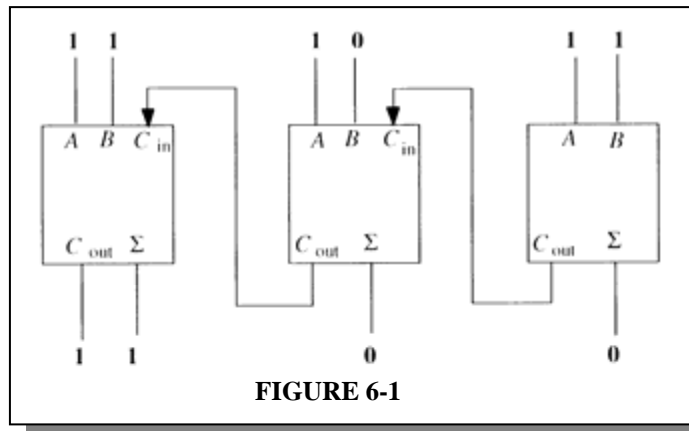 1 1 1 0 1 1
A B C in A B C in A B
C out Σ C out Σ C out Σ
1 1 0 0
FIGURE 6-1